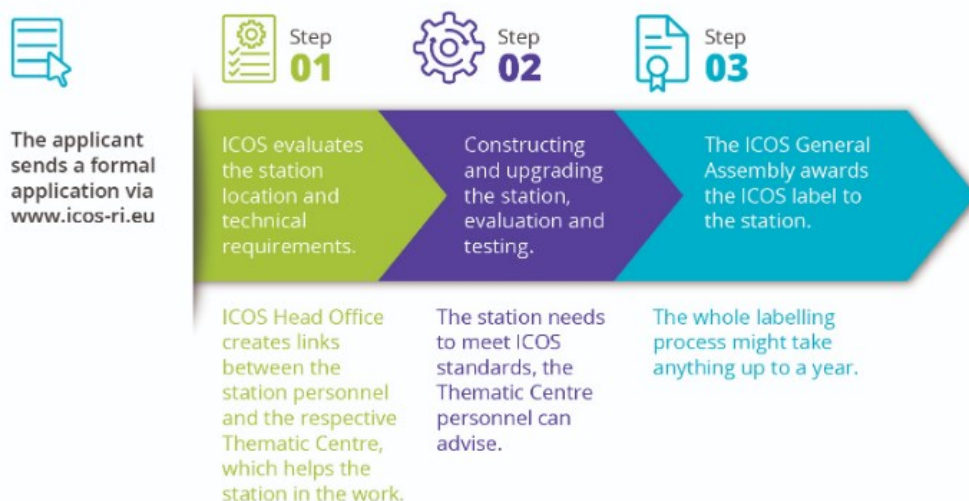 The applicant
sends a formal
application via
www.icos-ri.eu
Step
01
ICOS evaluates
the station
location and
technical
requirements.
ICOS Head Office
creates links
between the
station personnel
and the respective
Thematic Centre,
which helps the
station in the work.
Step
02
Constructing
and upgrading
the station,
evaluation and
testing.
The station needs
to meet ICOS
standards, the
Thematic Centre
personnel can
advise.
Step
03
The ICOS General
Assembly awards
the ICOS label to
the station.
The whole labelling
process might take
anything up to a year.